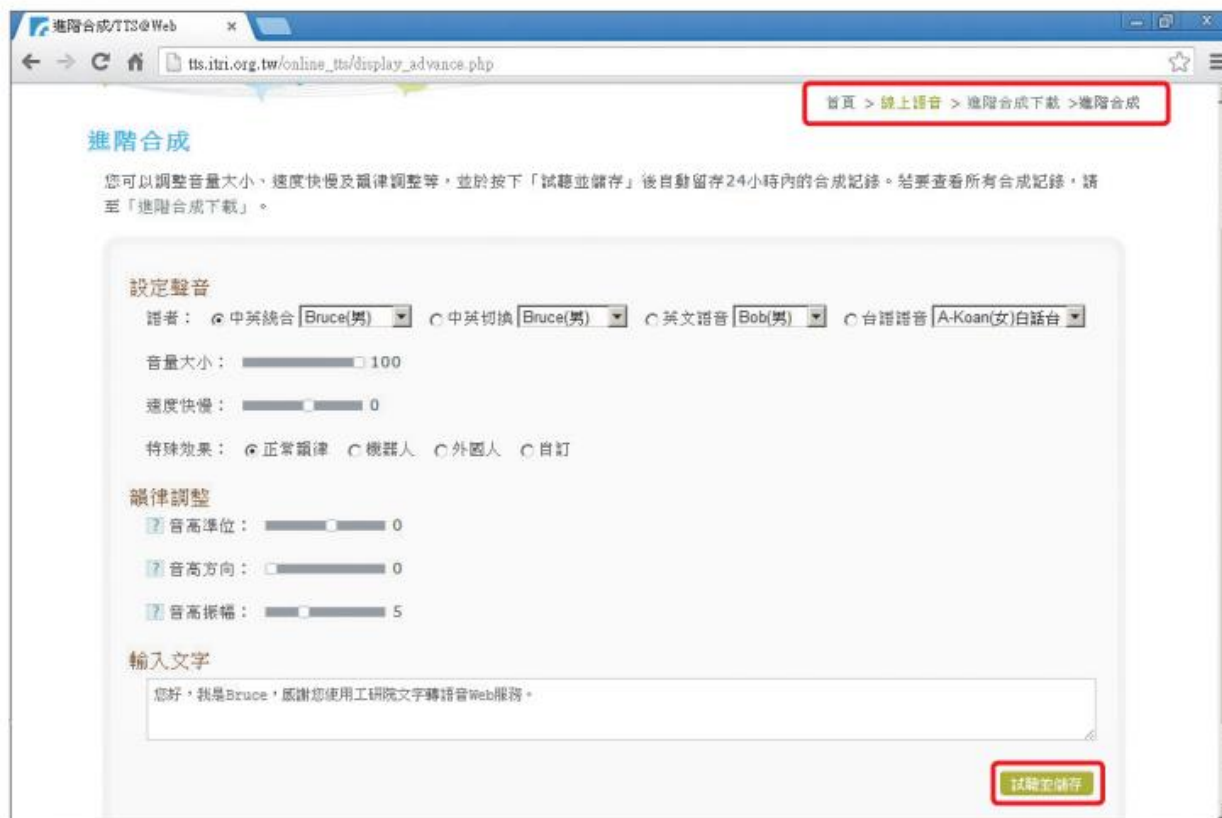 進階合成/TTS@Web
tts.itri.org.tw/online_tts/display_advance.php
首頁 > 線上語音 > 進階合成下載 >進階合成
進階合成
您可以調整音量大小、速度快慢及韻律調整等，並於按下「試聽並儲存」後自動留存24小時內的合成記錄。若要查看所有合成記錄，請
至「進階合成下載」。
設定聲音
語者： 中英統合 Bruce(男) 中英切換 Bruce(男) 英文語音 Bob(男) 台語語音 A-Koan(女)白話台
音量大小： 100
速度快慢： 0
特殊效果： 正常韻律 機器人 外國人 自訂
韻律調整
? 音高準位： 0
? 音高方向： 0
? 音高振幅： 5
輸入文字
您好，我是Bruce，感謝您使用工研院文字轉語音Web服務。
試聽並儲存